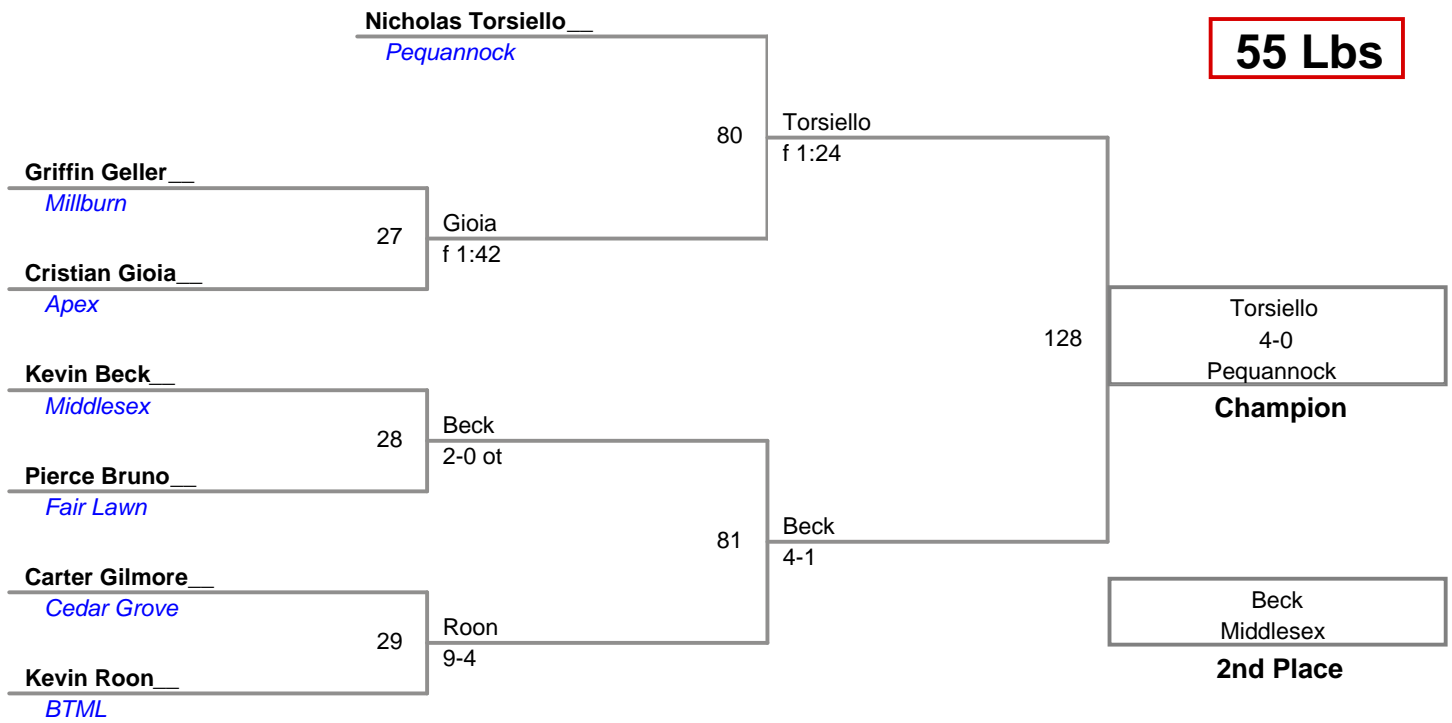 Nicholas Torsiello__
Pequannock
55 Lbs
80
Torsiello
f 1:24
Griffin Geller__
Millburn
27
Gioia
f 1:42
Cristian Gioia__
Apex
128
Torsiello
4-0
Pequannock
Champion
Kevin Beck__
Middlesex
28
Beck
2-0 ot
Pierce Bruno__
Fair Lawn
81
Beck
4-1
Carter Gilmore__
Cedar Grove
29
Roon
9-4
Kevin Roon__
BTML
Beck
Middlesex
2nd Place